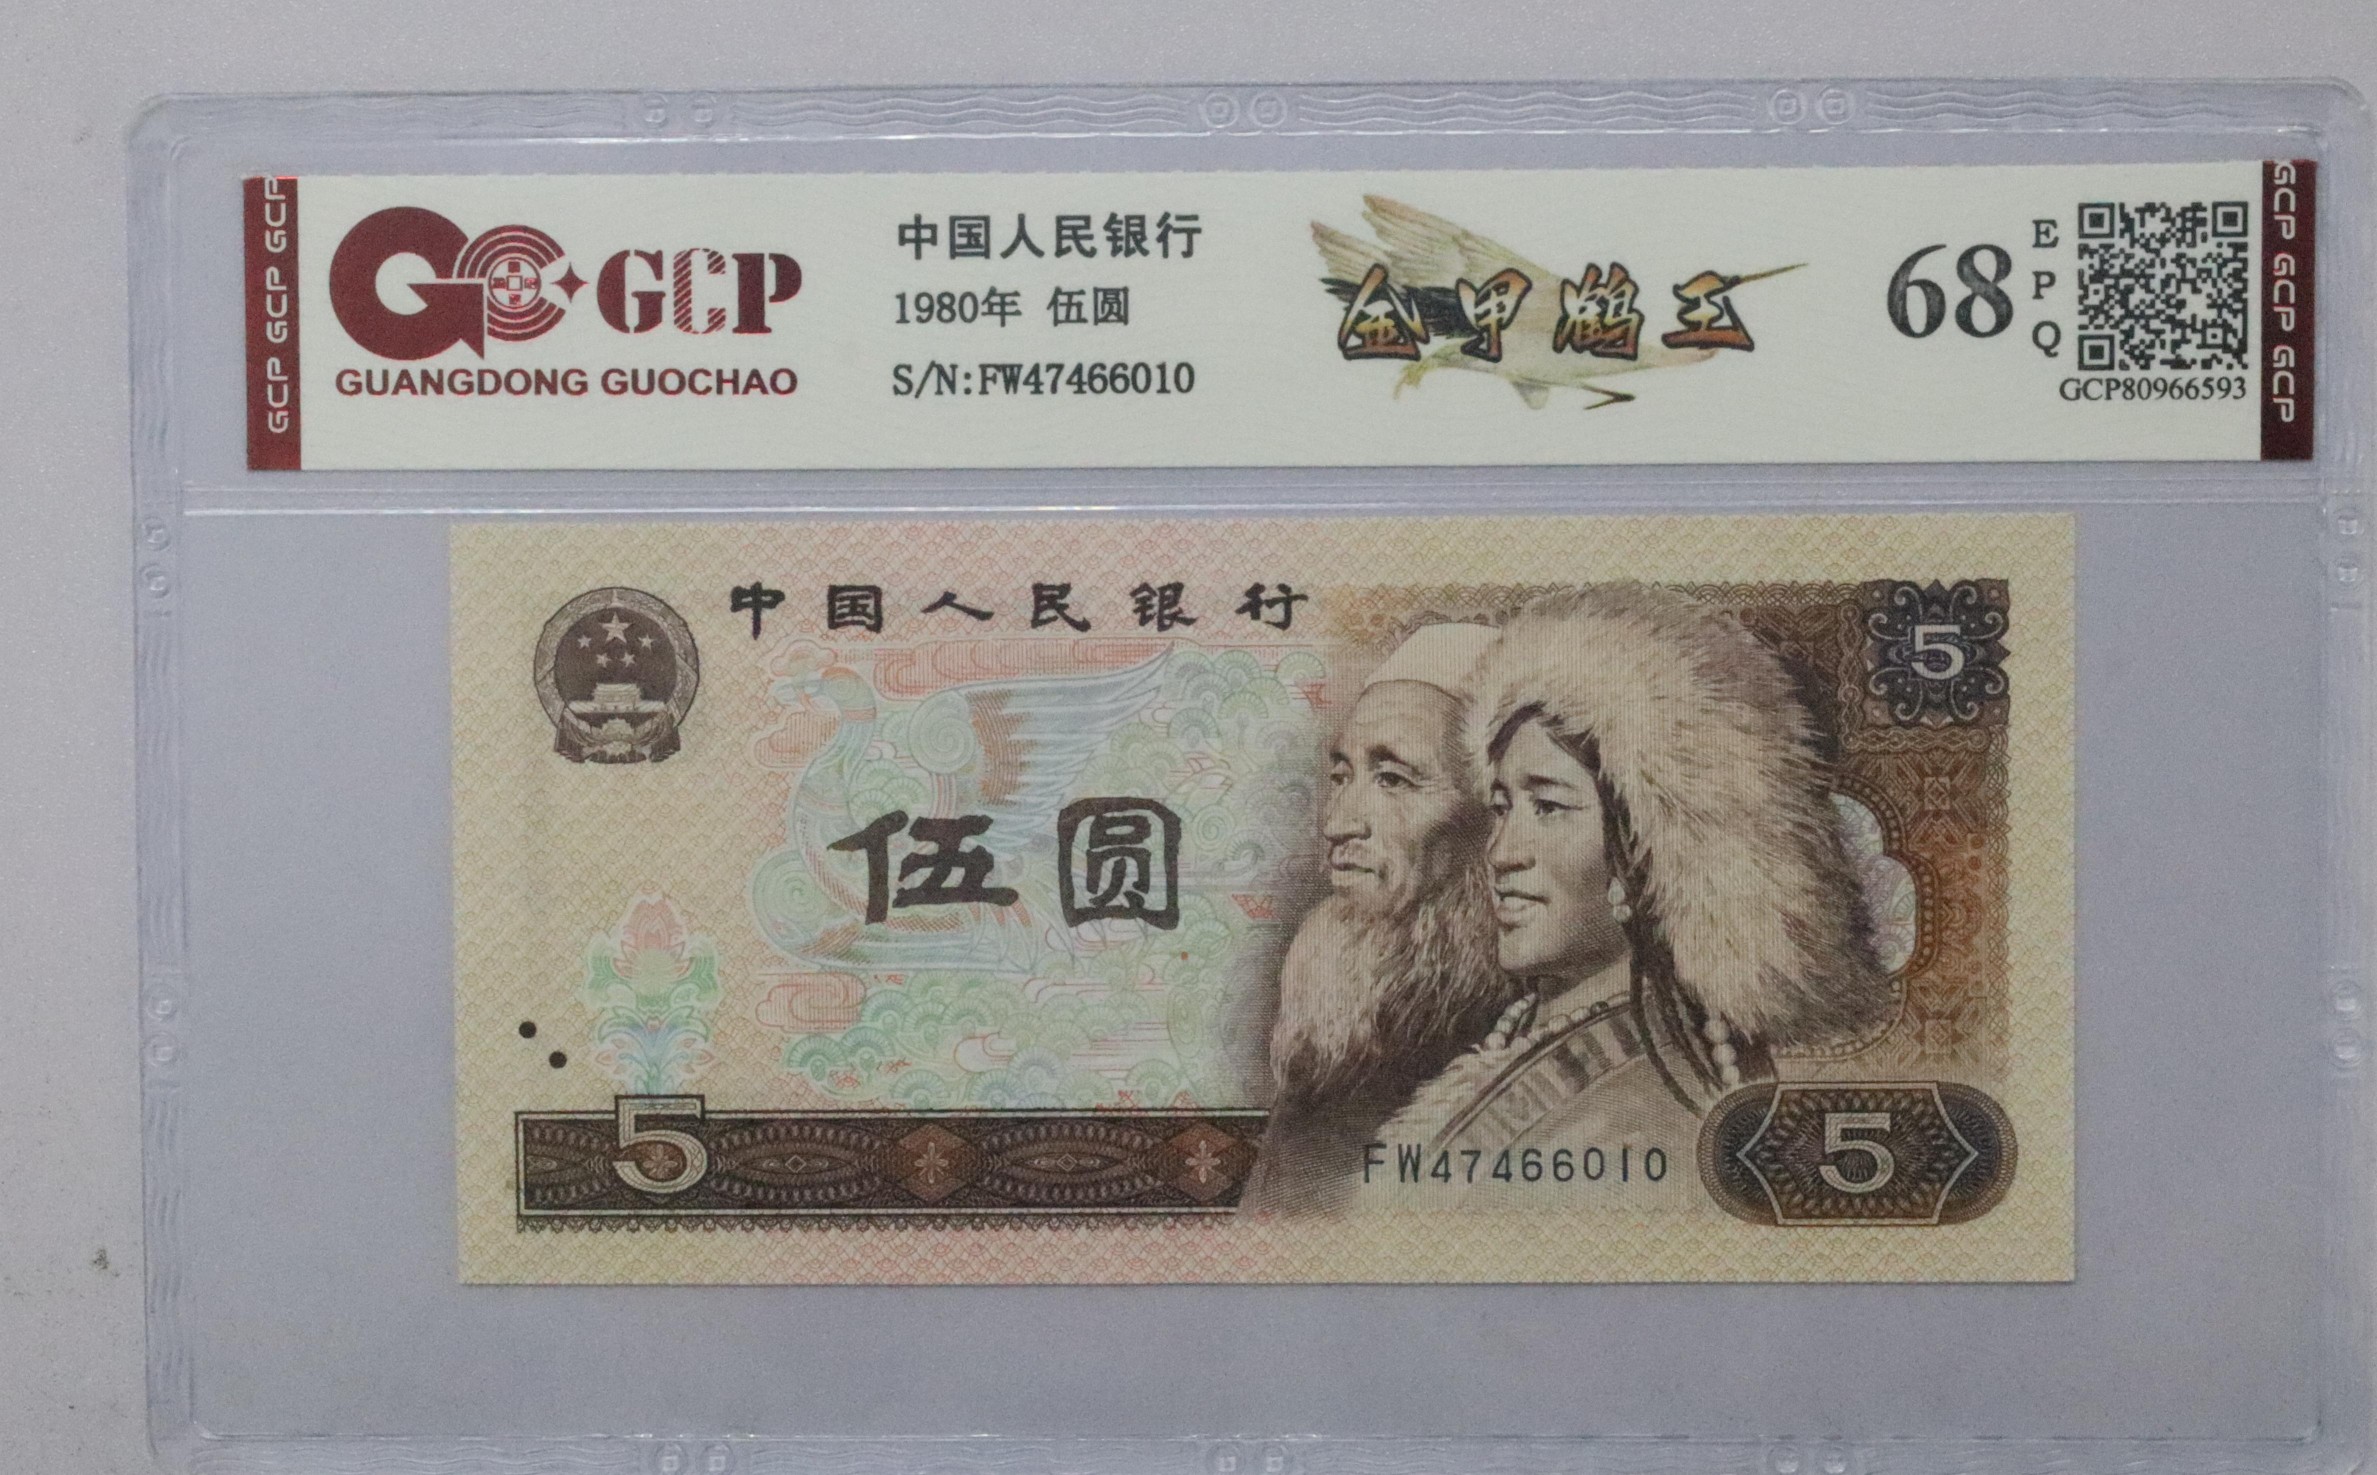 GCP GCP GCP
GCP
GUANGDONG GUOCHAO
中国人民银行
1980年 伍圆
S/N:FW47466010
金甲鹤王
68
EPQ
GCP80966593
GCP GCP GCP
中国人民银行
5
伍圆
5
FW47466010
5